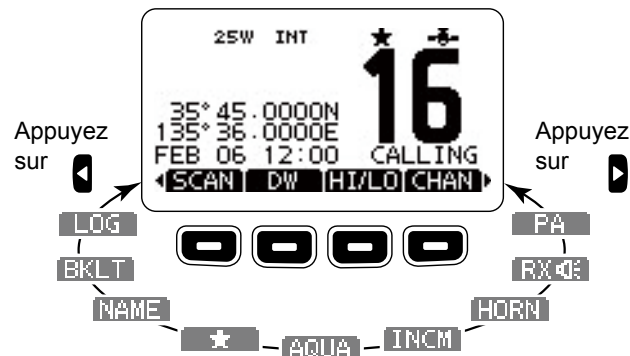 25W INT
16
35° 45.0000N
135° 36.0000E
FEB 06 12:00 CALLING
SCAN DW HI/LO CHAN
Appuyez sur
Appuyez sur
LOG
PA
BKLT
RX
NAME
HORN
AQUA
INCM